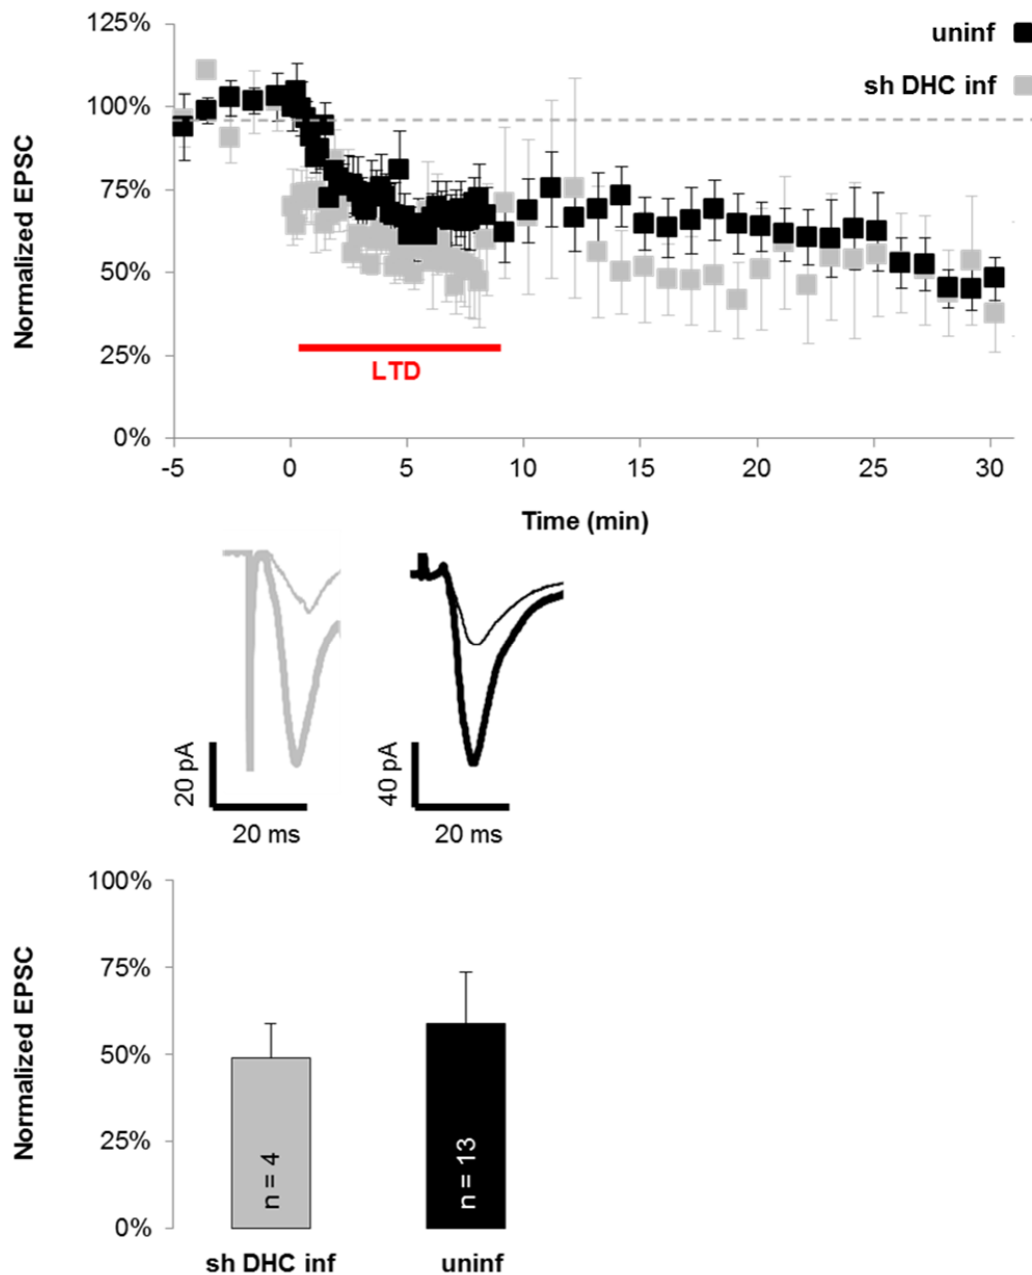 125%
uninf
100%
sh DHC inf
75%
50%
25%
LTD
0%
-5 0 5 10 15 20 25 30
Normalized EPSC
Time (min)
20 pA
20 ms
40 pA
20 ms
100%
75%
50%
25%
0%
Normalized EPSC
n = 4
n = 13
sh DHC inf
uninf